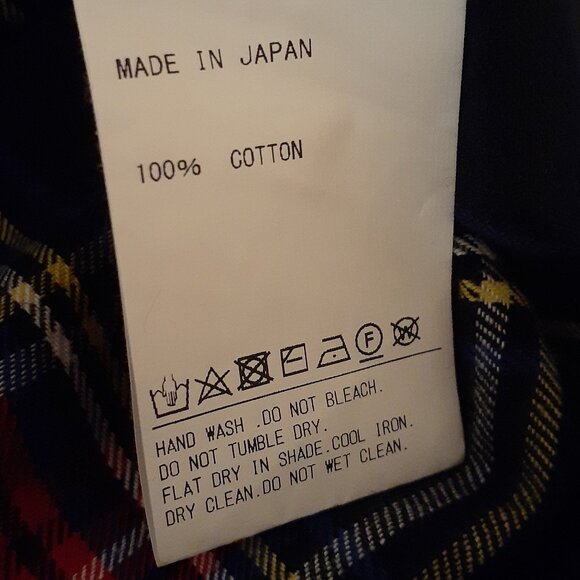 MADE IN JAPAN
100% COTTON
F W
HAND WASH .DO NOT BLEACH.
DO NOT TUMBLE DRY.
FLAT DRY IN SHADE.COOL IRON.
DRY CLEAN.DO NOT WET CLEAN.